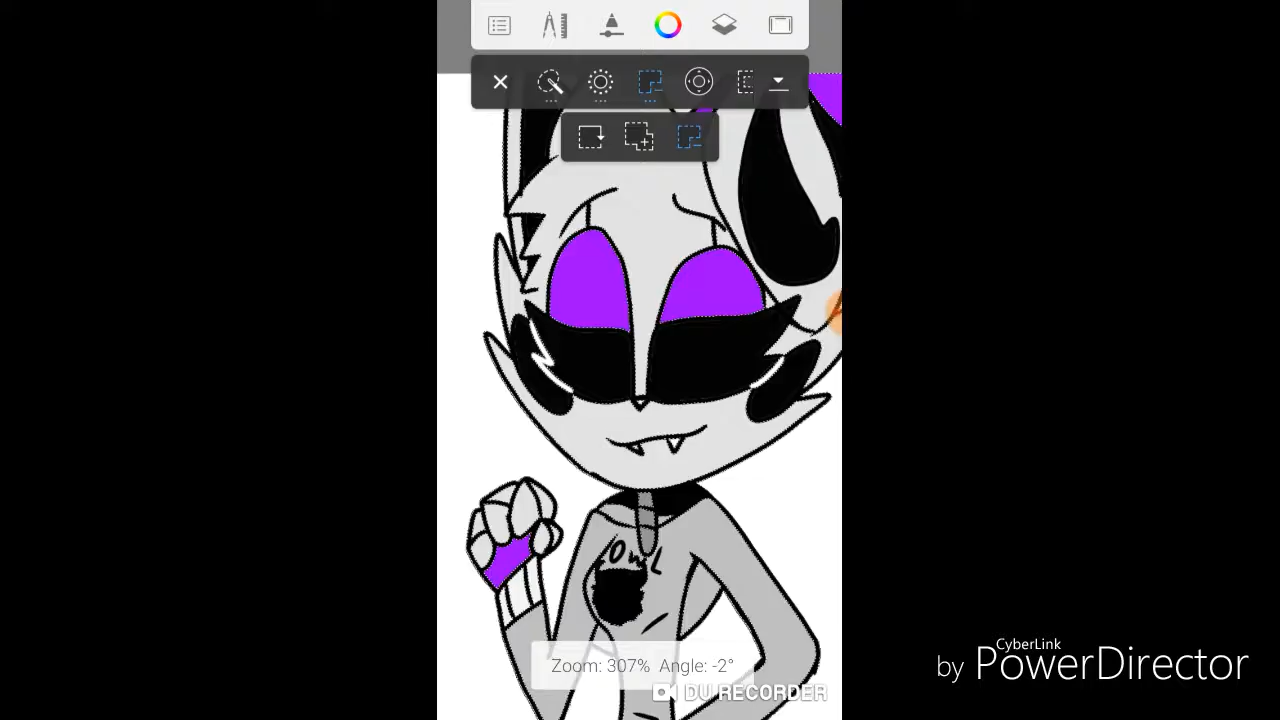 OwL
Zoom: 307% Angle: -2°
DU RECORDER
CyberLink
by PowerDirector